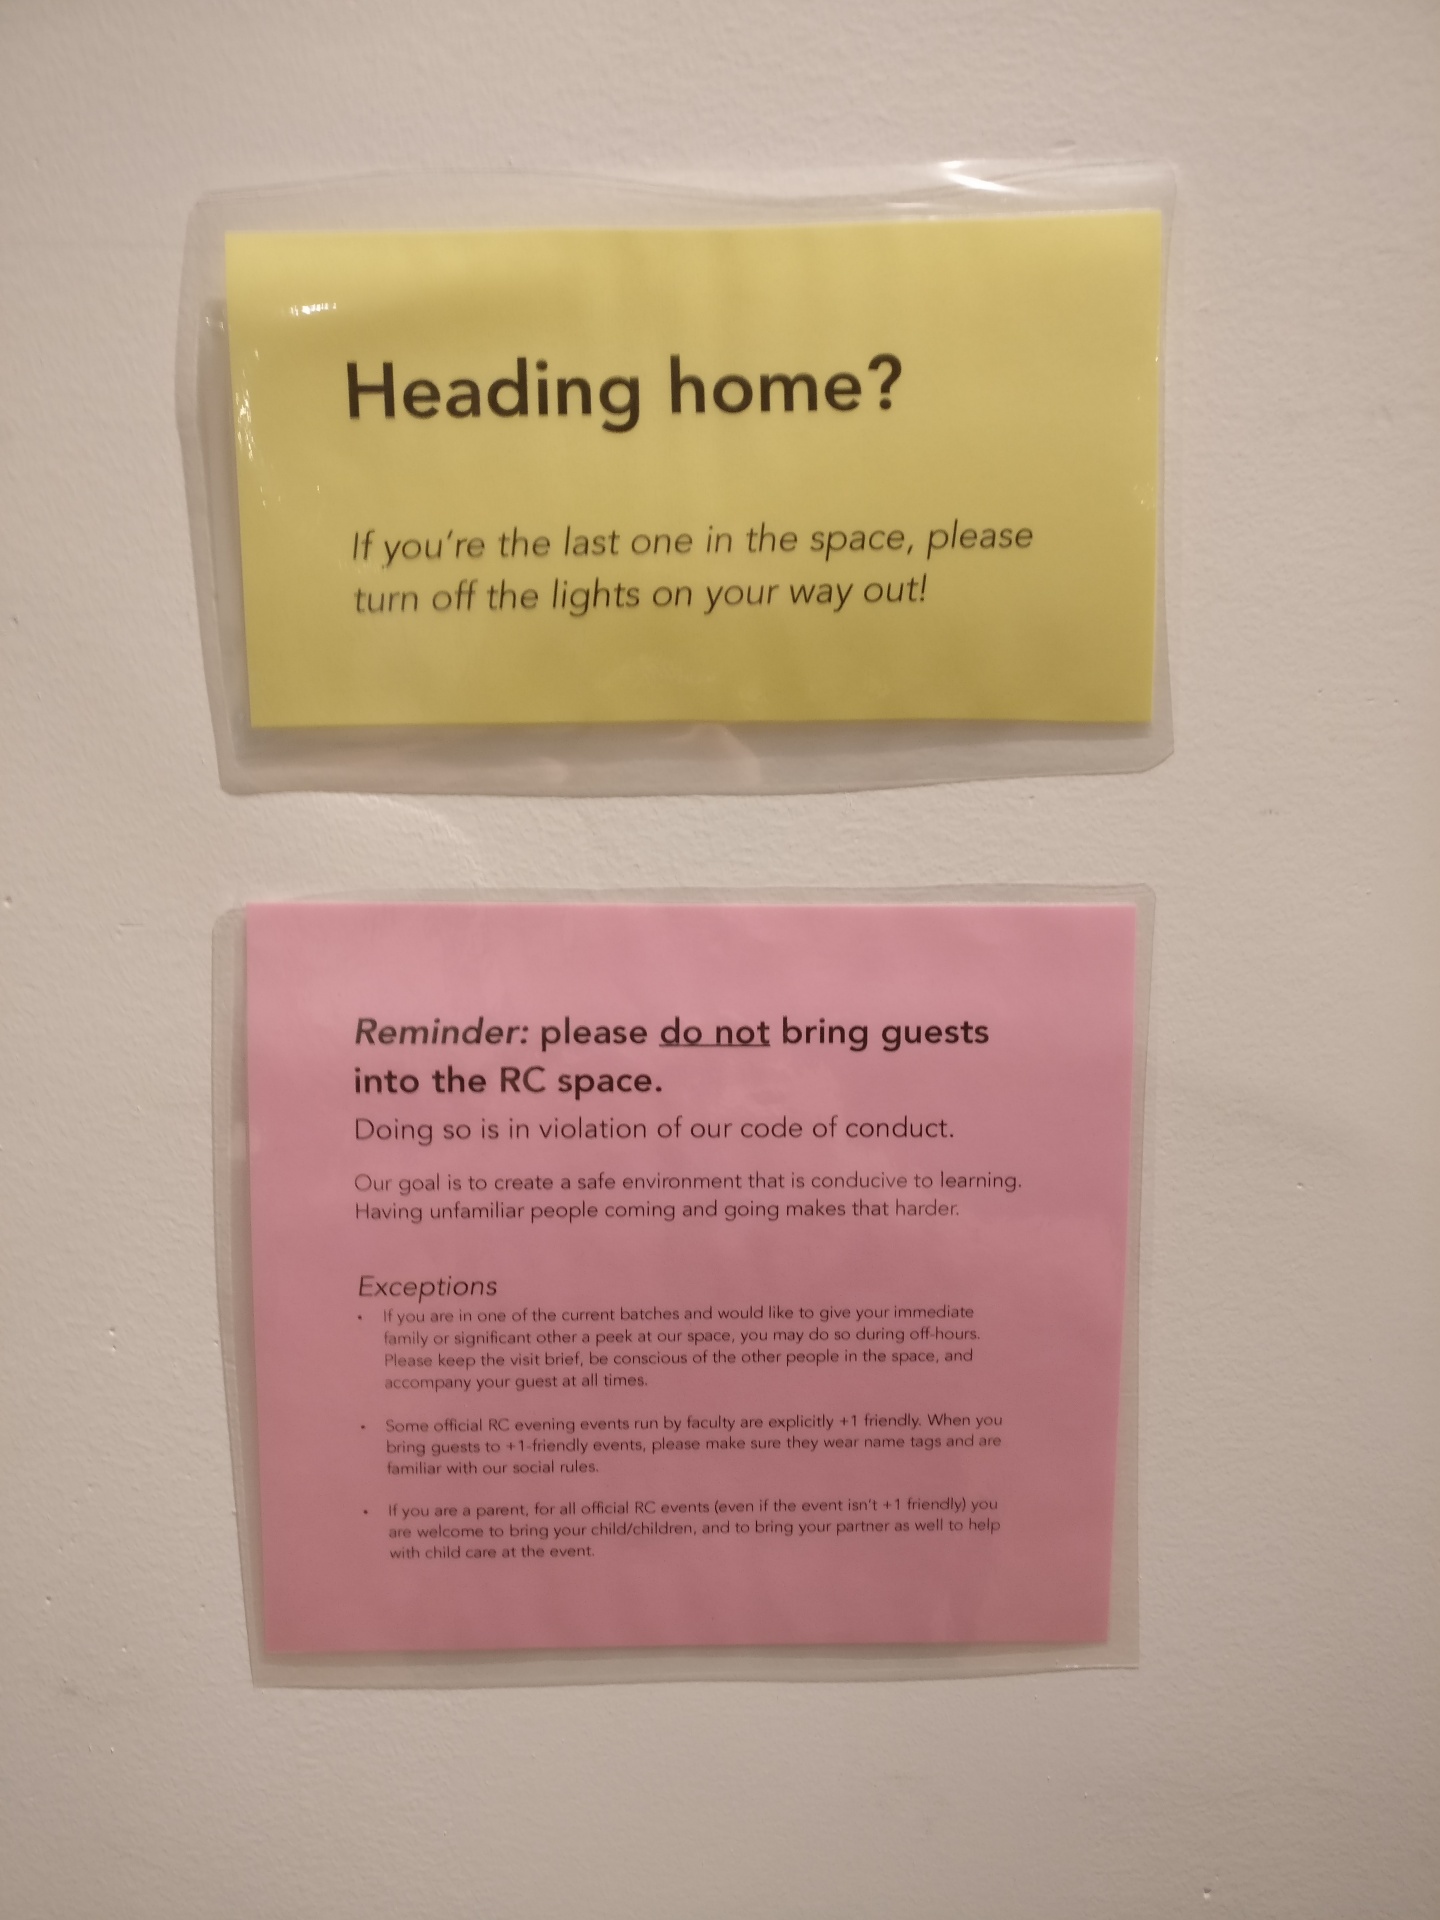 Heading home?
If you're the last one in the space, please
turn off the lights on your way out!
Reminder: please do not bring guests
into the RC space.
Doing so is in violation of our code of conduct.
Our goal is to create a safe environment that is conducive to learning.
Having unfamiliar people coming and going makes that harder.
Exceptions
• If you are in one of the current batches and would like to give your immediate
family or significant other a peek at our space, you may do so during off-hours.
Please keep the visit brief, be conscious of the other people in the space, and
accompany your guest at all times.
• Some official RC evening events run by faculty are explicitly +1 friendly. When you
bring guests to +1-friendly events, please make sure they wear name tags and are
familiar with our social rules.
• If you are a parent, for all official RC events (even if the event isn't +1 friendly) you
are welcome to bring your child/children, and to bring your partner as well to help
with child care at the event.